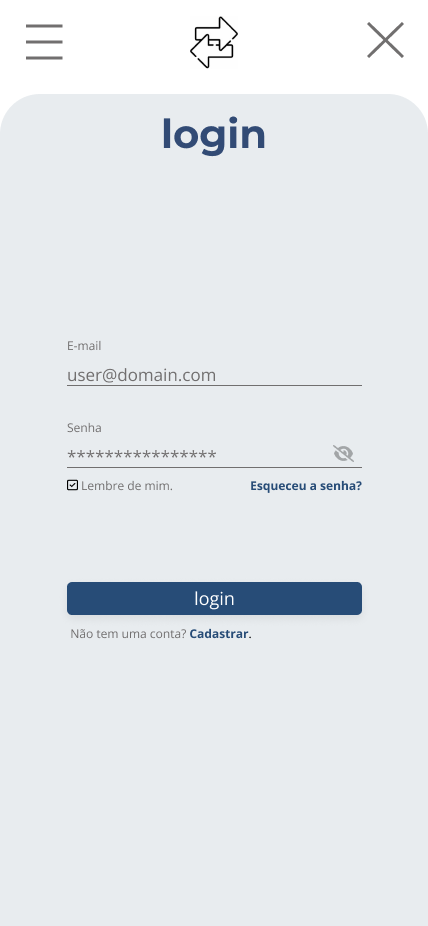 login
E-mail
user@domain.com
Senha
****************
Lembre de mim. Esqueceu a senha?
login
Não tem uma conta? Cadastrar.